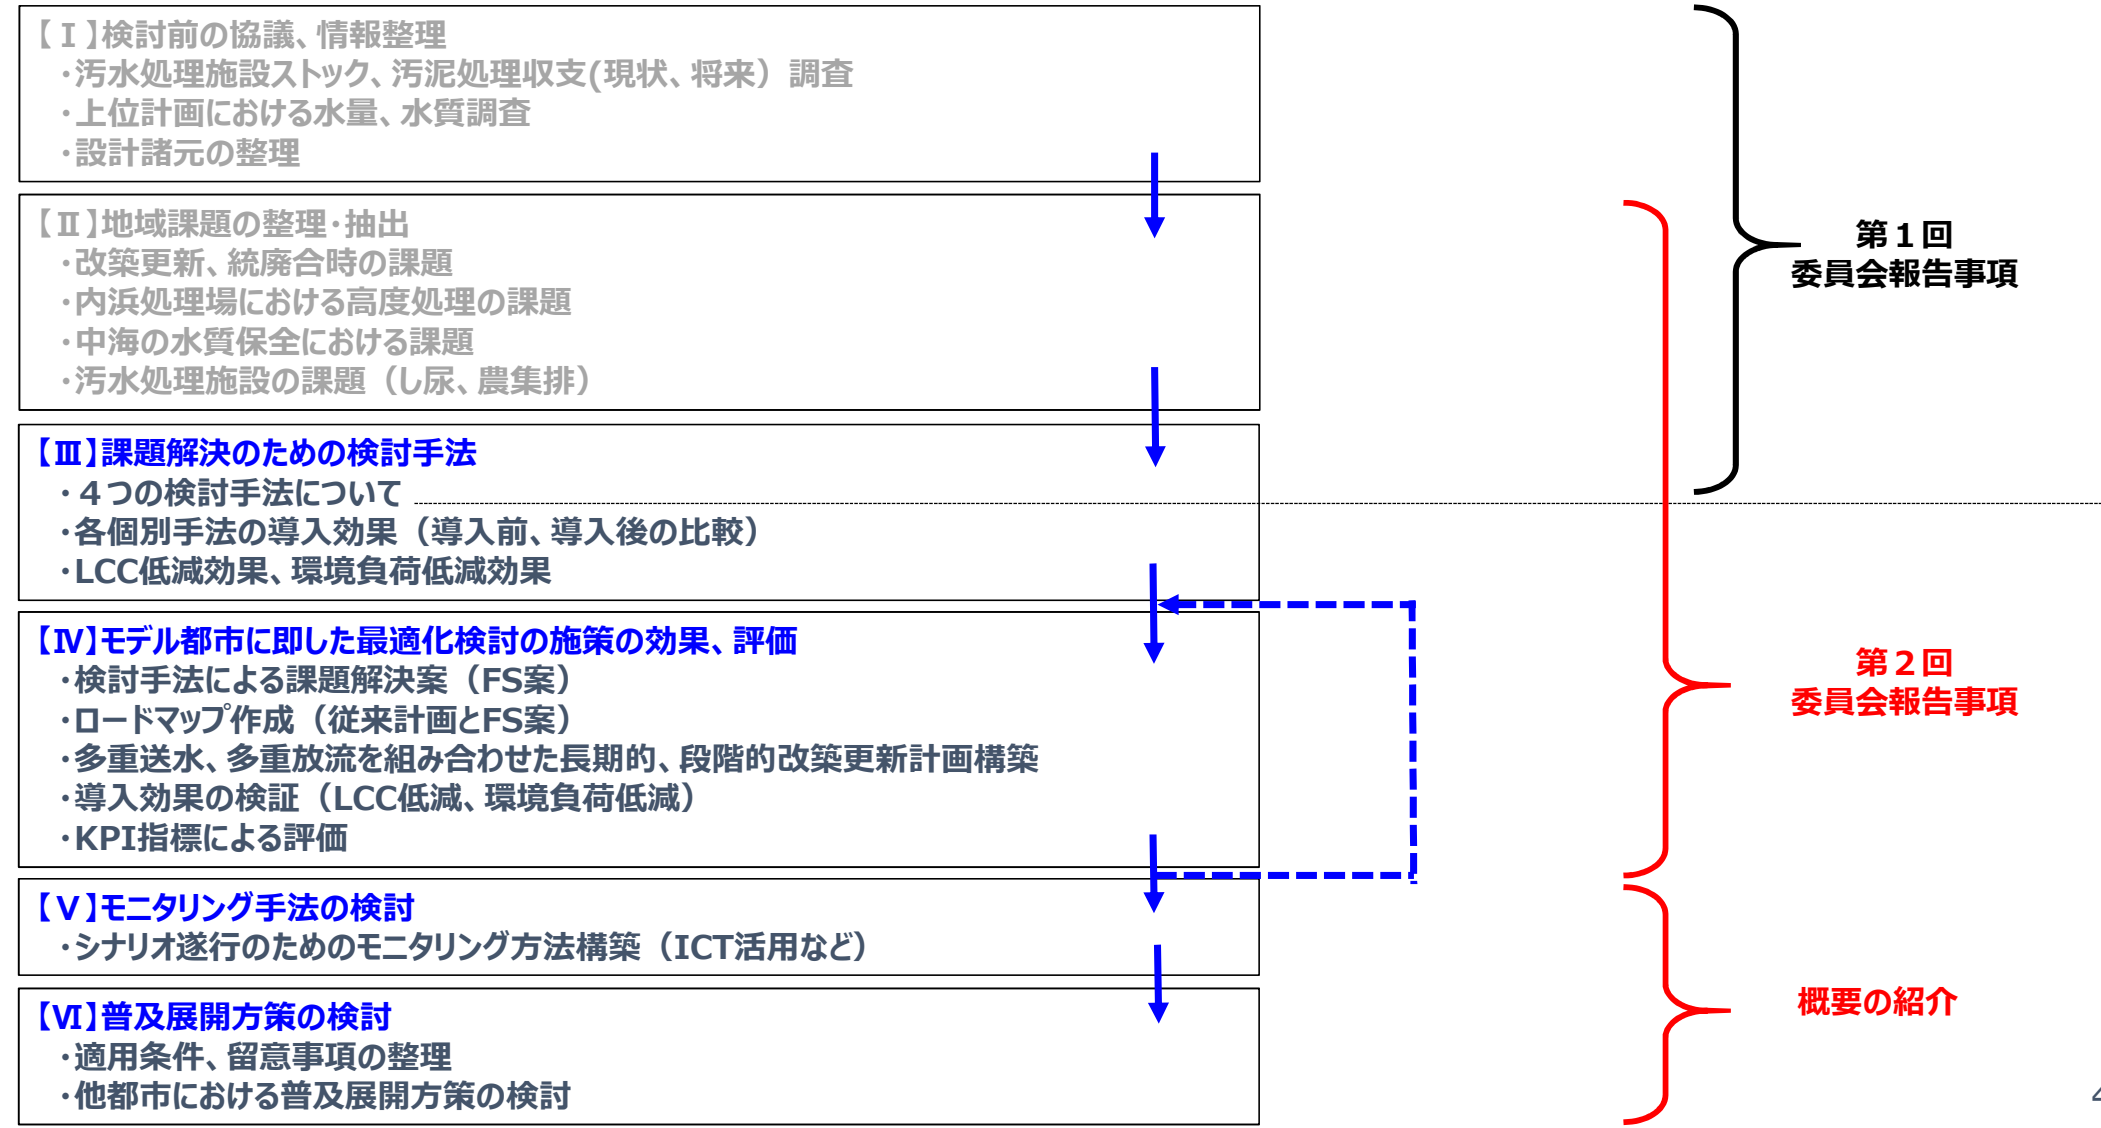 【Ⅰ】検討前の協議、情報整理
・汚水処理施設ストック、汚泥処理収支(現状、将来）調査
・上位計画における水量、水質調査
・設計諸元の整理
【Ⅱ】地域課題の整理・抽出
・改築更新、統廃合時の課題
・内浜処理場における高度処理の課題
・中海の水質保全における課題
・汚水処理施設の課題（し尿、農集排）
第１回
委員会報告事項
【Ⅲ】課題解決のための検討手法
・４つの検討手法について
・各個別手法の導入効果（導入前、導入後の比較）
・LCC低減効果、環境負荷低減効果
【Ⅳ】モデル都市に即した最適化検討の施策の効果、評価
・検討手法による課題解決案（FS案）
・ロードマップ作成（従来計画とFS案）
・多重送水、多重放流を組み合わせた長期的、段階的改築更新計画構築
・導入効果の検証（LCC低減、環境負荷低減）
・KPI指標による評価
第２回
委員会報告事項
【Ⅴ】モニタリング手法の検討
・シナリオ遂行のためのモニタリング方法構築（ICT活用など）
【Ⅵ】普及展開方策の検討
・適用条件、留意事項の整理
・他都市における普及展開方策の検討
概要の紹介